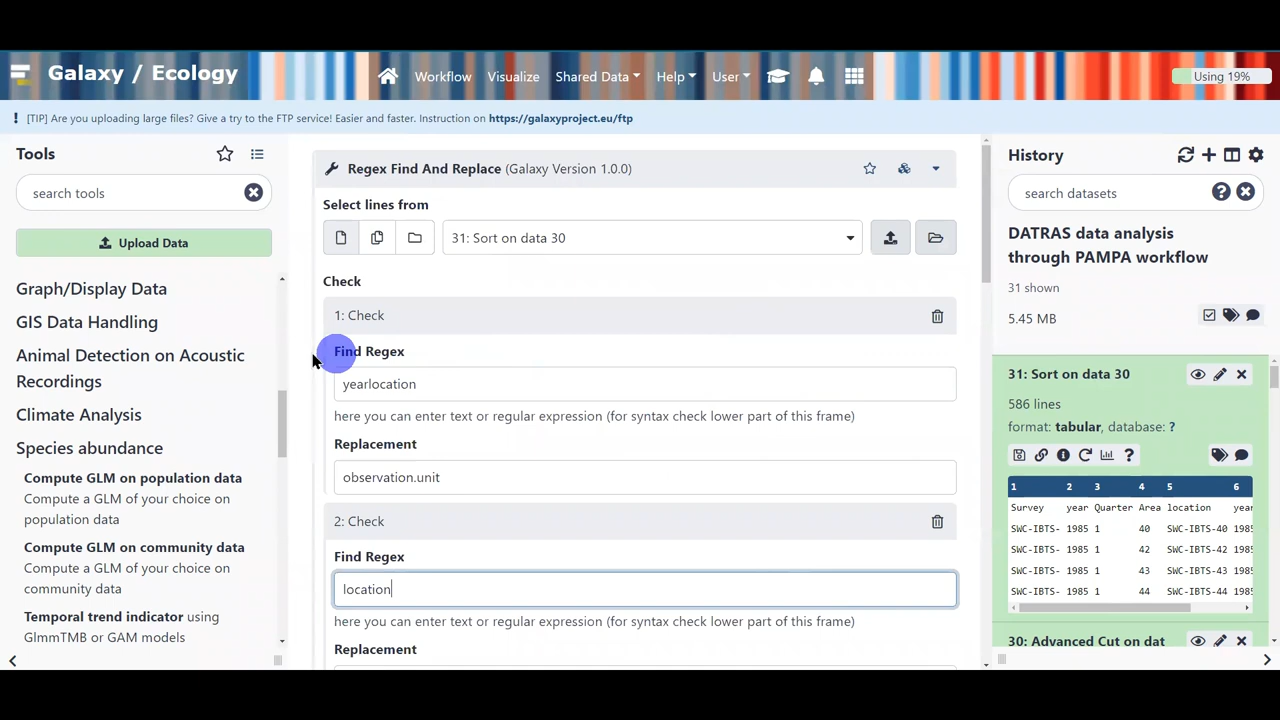 Galaxy / Ecology
Workflow
Visualize
Shared Data
Help
User
Using 19%
! [TIP] Are you uploading large files? Give a try to the FTP service! Easier and faster. Instruction on https://galaxyproject.eu/ftp
Tools
search tools
Upload Data
Graph/Display Data
GIS Data Handling
Animal Detection on Acoustic
Recordings
Climate Analysis
Species abundance
Compute GLM on population data
Compute a GLM of your choice on
population data
Compute GLM on community data
Compute a GLM of your choice on
community data
Temporal trend indicator using
GlmmTMB or GAM models
Regex Find And Replace (Galaxy Version 1.0.0)
Select lines from
31: Sort on data 30
Check
1: Check
Find Regex
yearlocation
here you can enter text or regular expression (for syntax check lower part of this frame)
Replacement
observation.unit
2: Check
Find Regex
location
here you can enter text or regular expression (for syntax check lower part of this frame)
Replacement
History
search datasets
DATRAS data analysis
through PAMPA workflow
31 shown
5.45 MB
31: Sort on data 30
586 lines
format: tabular, database: ?
1 2 3 4 5 6
Survey year Quarter Area location year
SWC-IBTS- 1985 1 40 SWC-IBTS-40 1985
SWC-IBTS- 1985 1 42 SWC-IBTS-42 1985
SWC-IBTS- 1985 1 43 SWC-IBTS-43 1985
SWC-IBTS- 1985 1 44 SWC-IBTS-44 1985
30: Advanced Cut on dat